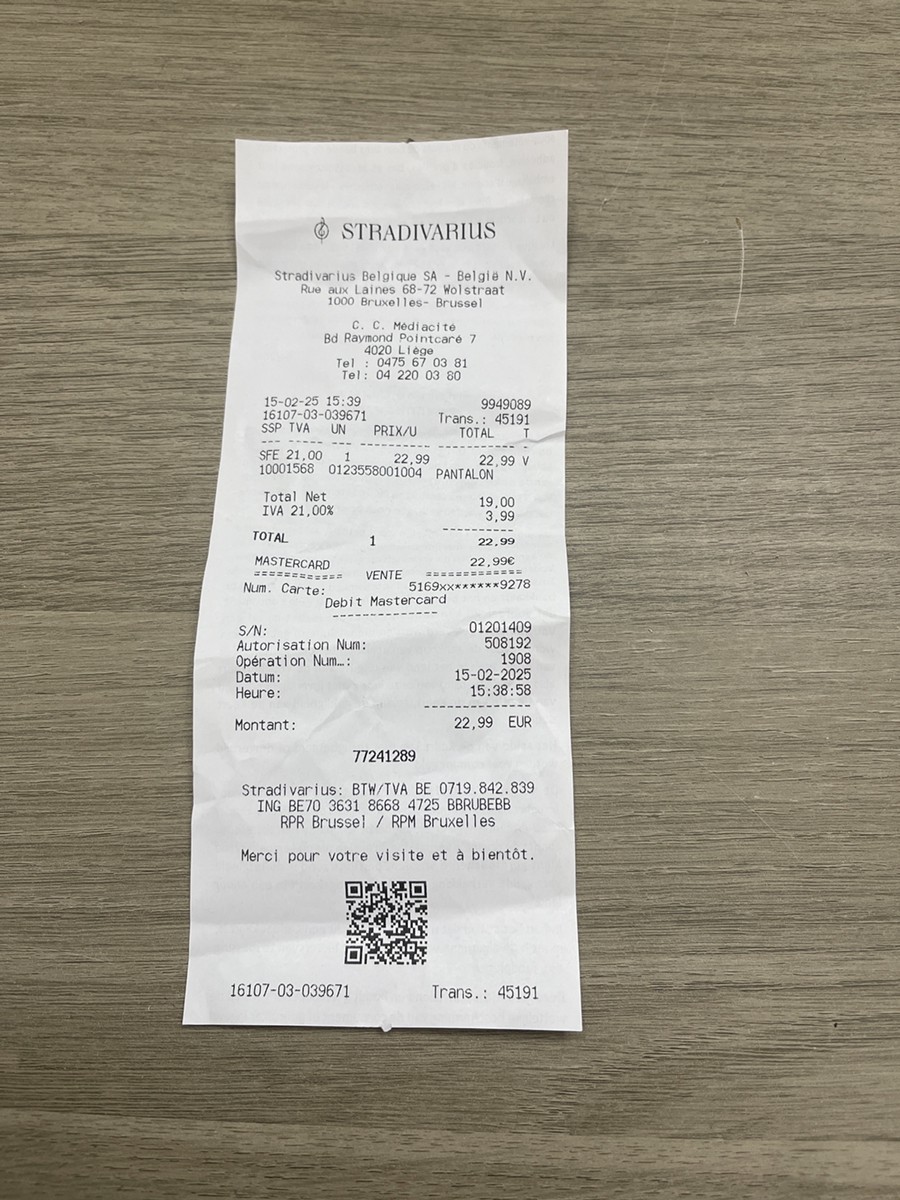 STRADIVARIUS
Stradivarius Belgique SA - België N.V.
Rue aux Laines 68-72 Wolstraat
1000 Bruxelles- Brussel
C. C. Médiacité
Bd Raymond Pointcaré 7
4020 Liège
Tel : 0475 67 03 81
Tel: 04 220 03 80
15-02-25 15:39 9949089
16107-03-039671 Trans.: 45191
SSP TVA UN PRIX/U TOTAL T
--- --- --- ---------- ---------- -
SFE 21,00 1 22,99 22,99 V
10001568 0123558001004 PANTALON
Total Net 19,00
IVA 21,00% 3,99
----------
TOTAL 1 22,99
MASTERCARD 22,99€
============ VENTE ============
Num. Carte: 5169xx******9278
Debit Mastercard
--------------
S/N: 01201409
Autorisation Num: 508192
Opération Num…: 1908
Datum: 15-02-2025
Heure: 15:38:58
--------------
Montant: 22,99 EUR
77241289
Stradivarius: BTW/TVA BE 0719.842.839
ING BE70 3631 8668 4725 BBRUBEBB
RPR Brussel / RPM Bruxelles
Merci pour votre visite et à bientôt.
16107-03-039671 Trans.: 45191